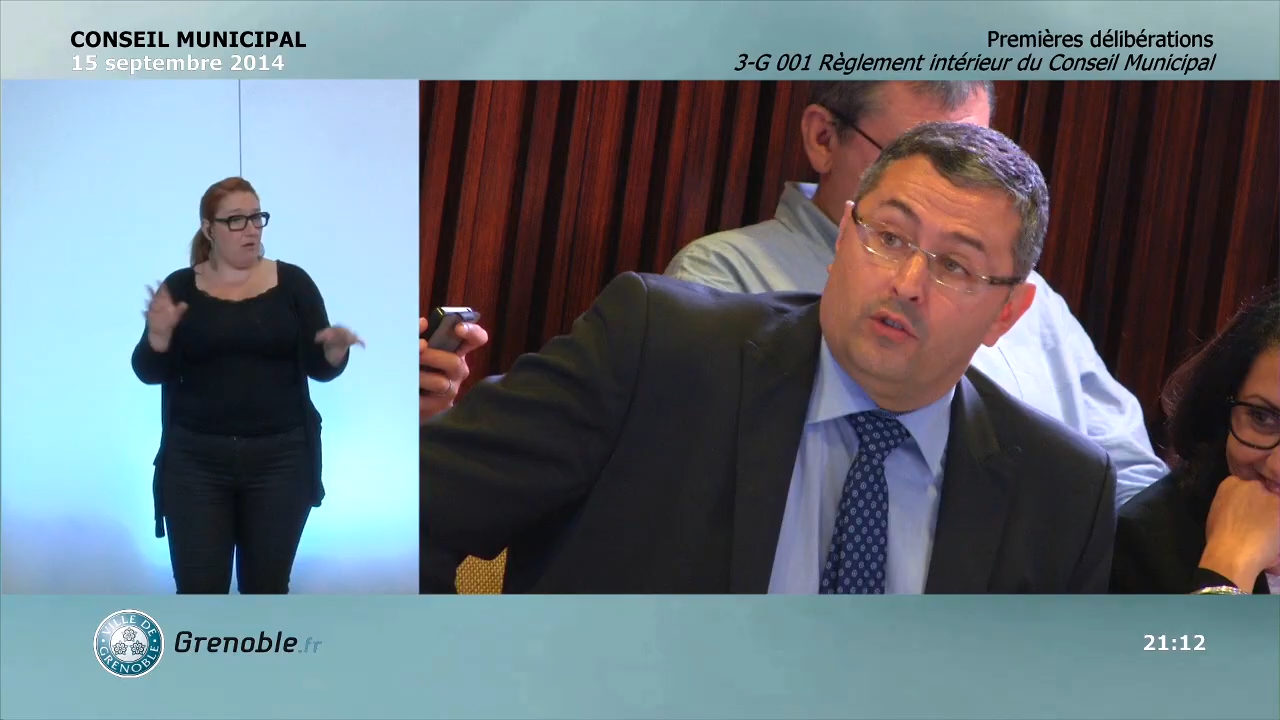 CONSEIL MUNICIPAL
15 septembre 2014
Premières délibérations
3-G 001 Règlement intérieur du Conseil Municipal
VILLE DE GRENOBLE
Grenoble.fr
21:12